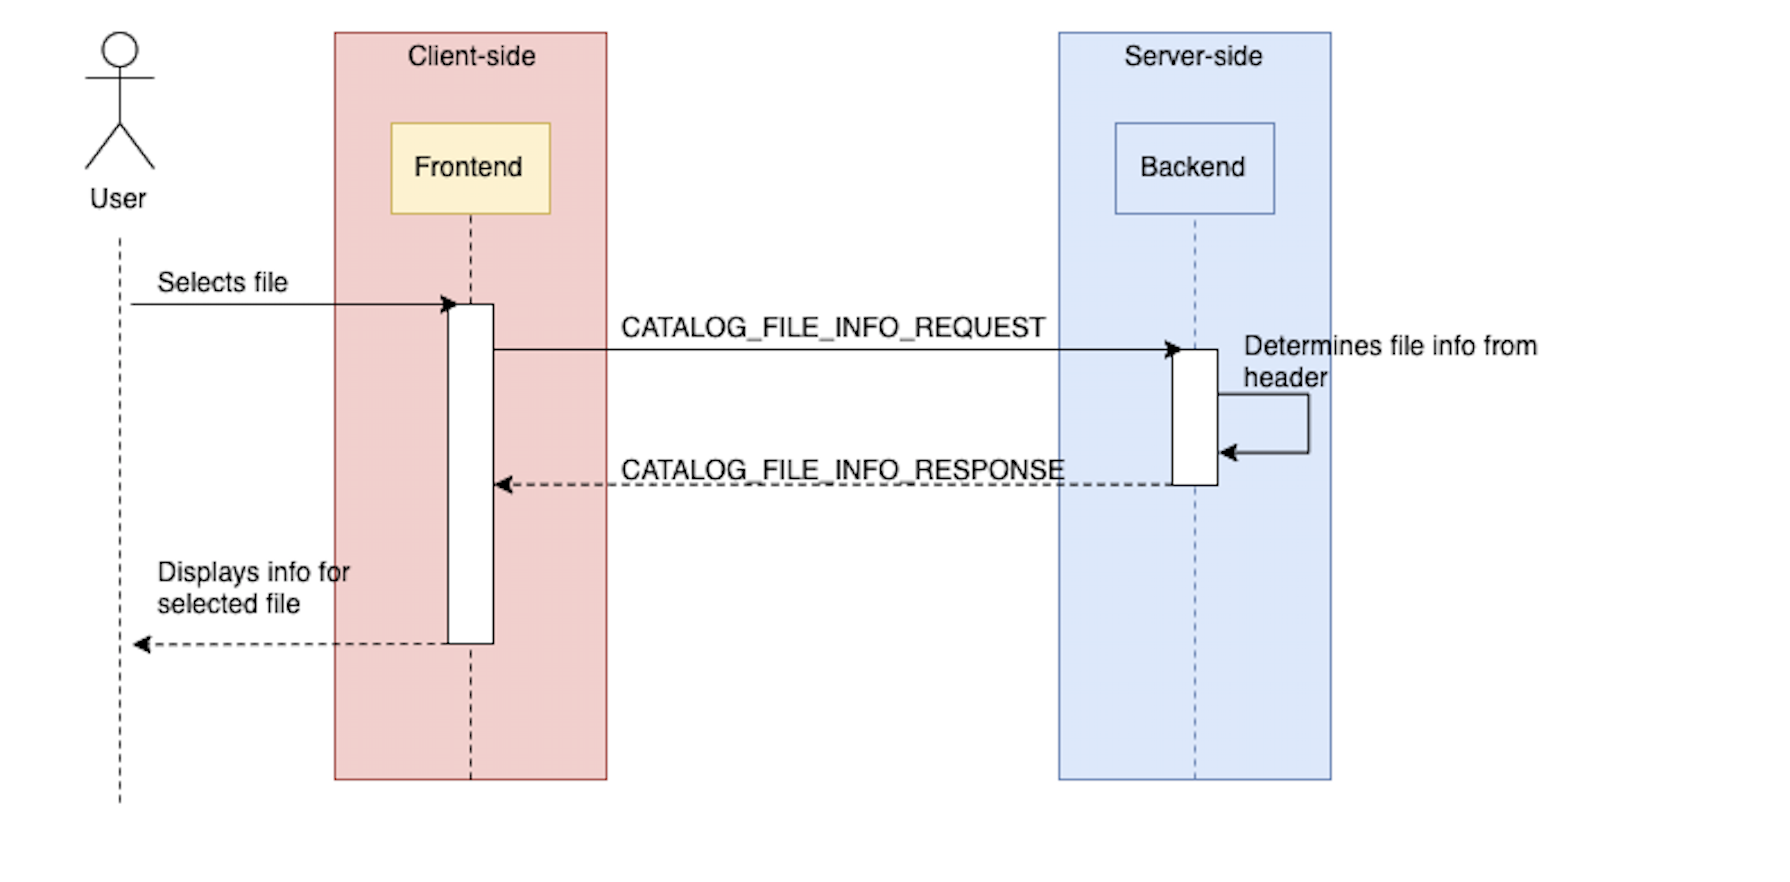 Client-side
Server-side
Frontend
Backend
User
Selects file
CATALOG_FILE_INFO_REQUEST
Determines file info from
header
CATALOG_FILE_INFO_RESPONSE
Displays info for
selected file